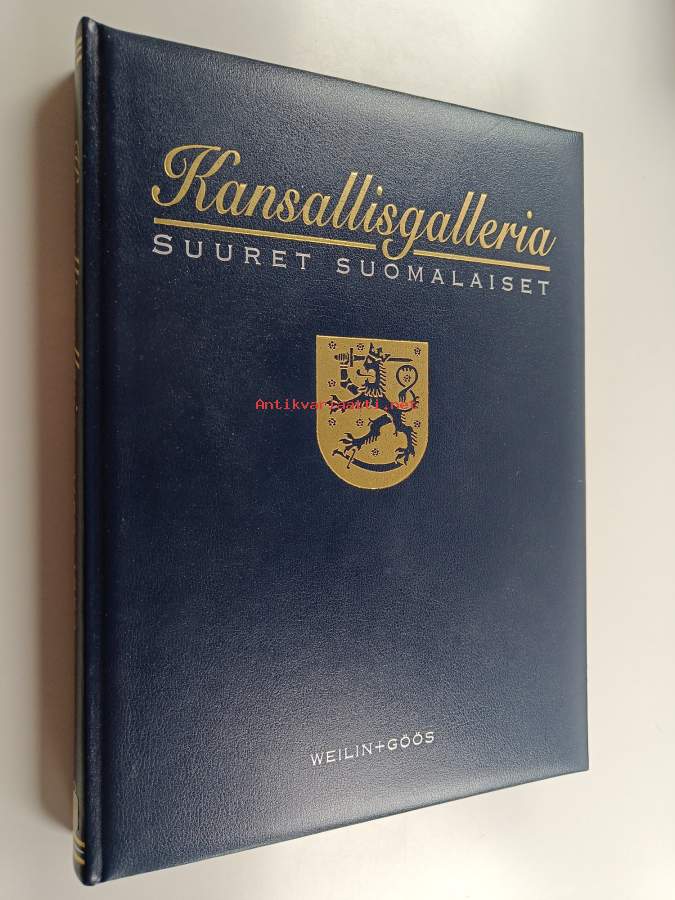 Kansallisgalleria
SUURET SUOMALAISET
Antikvariaatti.net
WEILIN+GÖÖS